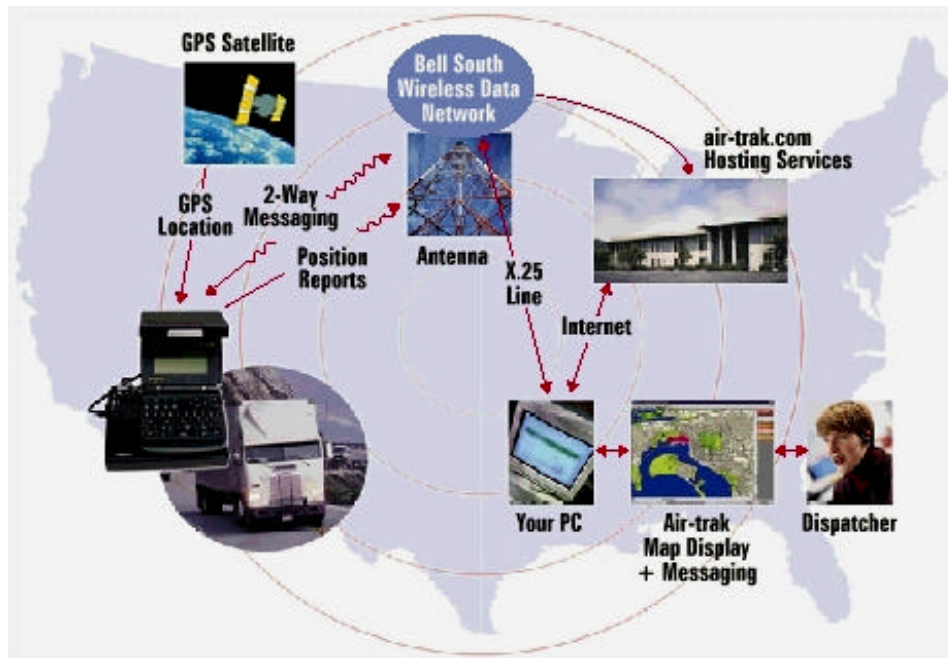 GPS Satellite
Bell South
Wireless Data
Network
air-trak.com
Hosting Services
GPS
Location
2-Way
Messaging
Position
Reports
Antenna
X.25
Line
Internet
Your PC
Air-trak
Map Display
+ Messaging
Dispatcher